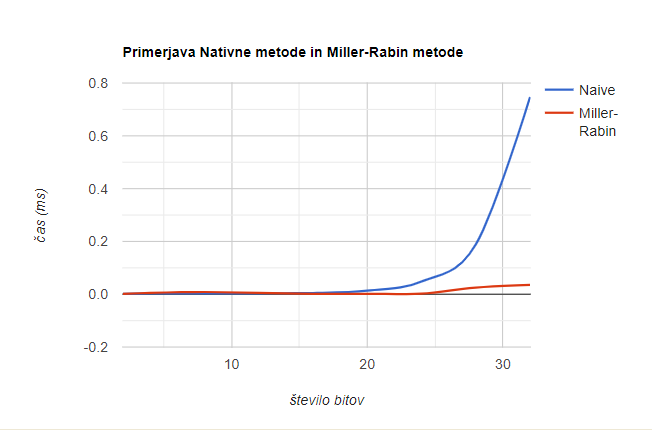 Primerjava Nativne metode in Miller-Rabin metode
0.8
0.6
0.4
0.2
0.0
-0.2
čas (ms)
10 20 30
število bitov
Naive
Miller-
Rabin